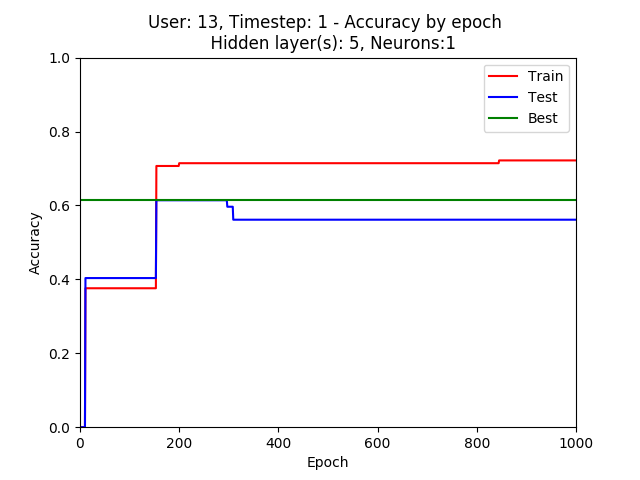 User: 13, Timestep: 1 - Accuracy by epoch
Hidden layer(s): 5, Neurons:1
Train
Test
Best
1.0
0.8
0.6
0.4
0.2
0.0
Accuracy
0 200 400 600 800 1000
Epoch